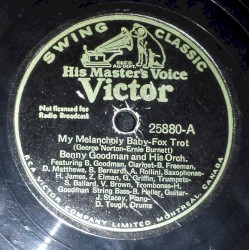 SWING CLASSIC
His Master's Voice
Victor
Not licensed for
Radio Broadcast
25880-A
My Melancholy Baby-Fox Trot
(George Norton-Ernie Burnett)
Benny Goodman and His Orch.
Featuring B. Goodman, Clarinet-B. Freeman,
D. Matthews, B. Bernardi, A. Rollini, Saxophones-
H. James, Z. Elman, G. Griffin, Trumpets-
S. Ballard, V. Brown, Trombones-H.
Goodman String Bass-B. Heller, Guitar-
J. Stacey, Piano-
D. Tough, Drums
RCA VICTOR COMPANY LIMITED MONTREAL, CANADA